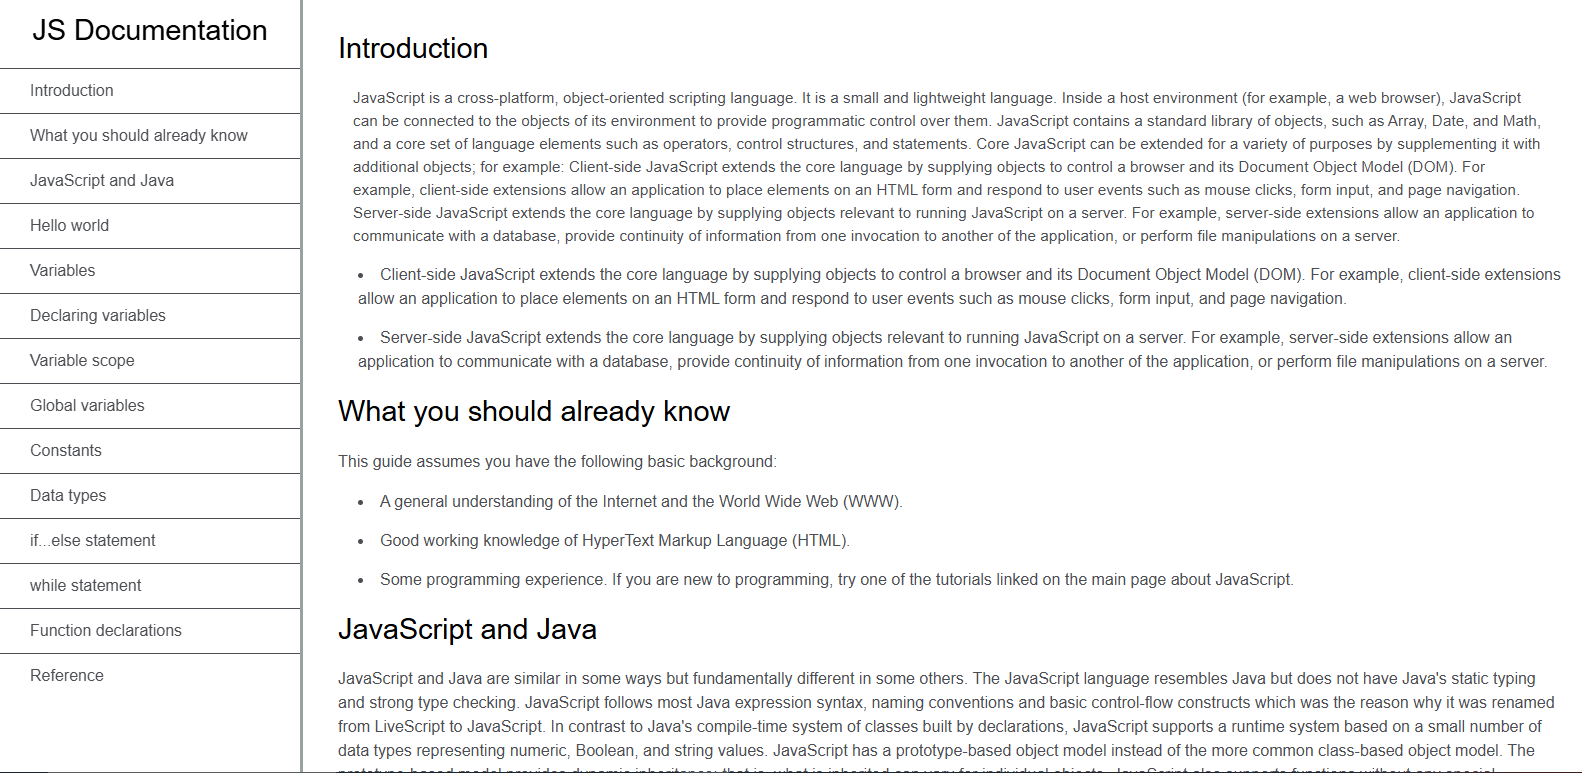 JS Documentation
Introduction
What you should already know
JavaScript and Java
Hello world
Variables
Declaring variables
Variable scope
Global variables
Constants
Data types
if...else statement
while statement
Function declarations
Reference
Introduction
JavaScript is a cross-platform, object-oriented scripting language. It is a small and lightweight language. Inside a host environment (for example, a web browser), JavaScript
can be connected to the objects of its environment to provide programmatic control over them. JavaScript contains a standard library of objects, such as Array, Date, and Math,
and a core set of language elements such as operators, control structures, and statements. Core JavaScript can be extended for a variety of purposes by supplementing it with
additional objects; for example: Client-side JavaScript extends the core language by supplying objects to control a browser and its Document Object Model (DOM). For
example, client-side extensions allow an application to place elements on an HTML form and respond to user events such as mouse clicks, form input, and page navigation.
Server-side JavaScript extends the core language by supplying objects relevant to running JavaScript on a server. For example, server-side extensions allow an application to
communicate with a database, provide continuity of information from one invocation to another of the application, or perform file manipulations on a server.
• Client-side JavaScript extends the core language by supplying objects to control a browser and its Document Object Model (DOM). For example, client-side extensions
allow an application to place elements on an HTML form and respond to user events such as mouse clicks, form input, and page navigation.
• Server-side JavaScript extends the core language by supplying objects relevant to running JavaScript on a server. For example, server-side extensions allow an
application to communicate with a database, provide continuity of information from one invocation to another of the application, or perform file manipulations on a server.
What you should already know
This guide assumes you have the following basic background:
• A general understanding of the Internet and the World Wide Web (WWW).
• Good working knowledge of HyperText Markup Language (HTML).
• Some programming experience. If you are new to programming, try one of the tutorials linked on the main page about JavaScript.
JavaScript and Java
JavaScript and Java are similar in some ways but fundamentally different in some others. The JavaScript language resembles Java but does not have Java's static typing
and strong type checking. JavaScript follows most Java expression syntax, naming conventions and basic control-flow constructs which was the reason why it was renamed
from LiveScript to JavaScript. In contrast to Java's compile-time system of classes built by declarations, JavaScript supports a runtime system based on a small number of
data types representing numeric, Boolean, and string values. JavaScript has a prototype-based object model instead of the more common class-based object model. The